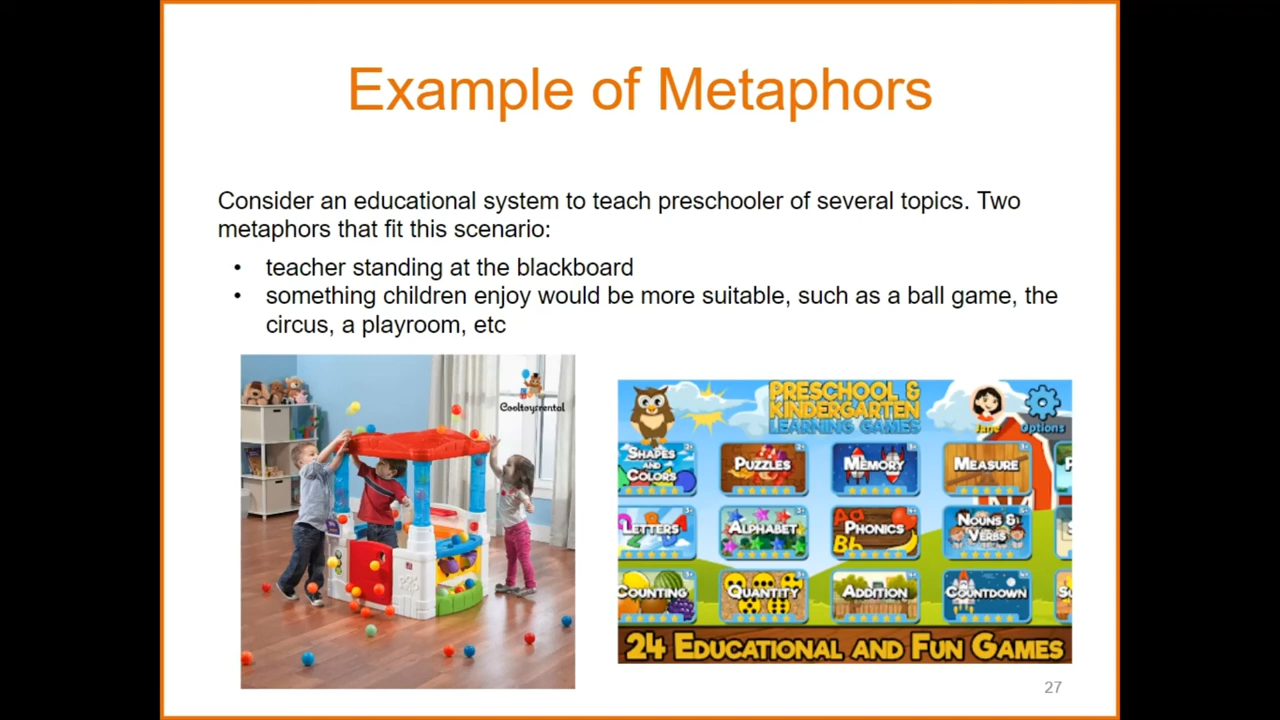 Example of Metaphors
Consider an educational system to teach preschooler of several topics. Two
metaphors that fit this scenario:
• teacher standing at the blackboard
• something children enjoy would be more suitable, such as a ball game, the
circus, a playroom, etc
Cooltoysrental
PRESCHOOL &
KINDERGARTEN
LEARNING GAMES
Jane
Options
SHAPES
AND
COLORS
PUZZLES
MEMORY
MEASURE
LETTERS
ALPHABET
PHONICS
NOUNS &
VERBS
COUNTING
QUANTITY
ADDITION
COUNTDOWN
24 EDUCATIONAL AND FUN GAMES
27